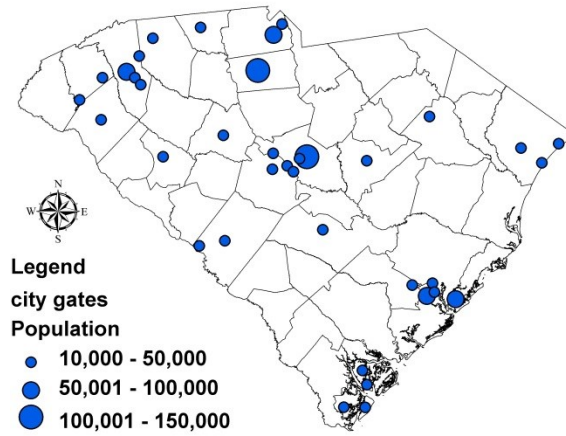 N
W E
S
Legend
city gates
Population
10,000 - 50,000
50,001 - 100,000
100,001 - 150,000